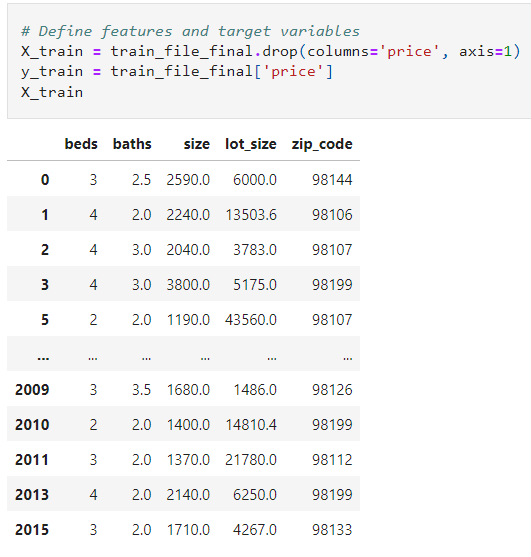 # Define features and target variables
X_train = train_file_final.drop(columns='price', axis=1)
y_train = train_file_final['price']
X_train
beds baths size lot_size zip_code
0 3 2.5 2590.0 6000.0 98144
1 4 2.0 2240.0 13503.6 98106
2 4 3.0 2040.0 3783.0 98107
3 4 3.0 3800.0 5175.0 98199
5 2 2.0 1190.0 43560.0 98107
... ... ... ... ... ...
2009 3 3.5 1680.0 1486.0 98126
2010 2 2.0 1400.0 14810.4 98199
2011 3 2.0 1370.0 21780.0 98112
2013 4 2.0 2140.0 6250.0 98199
2015 3 2.0 1710.0 4267.0 98133